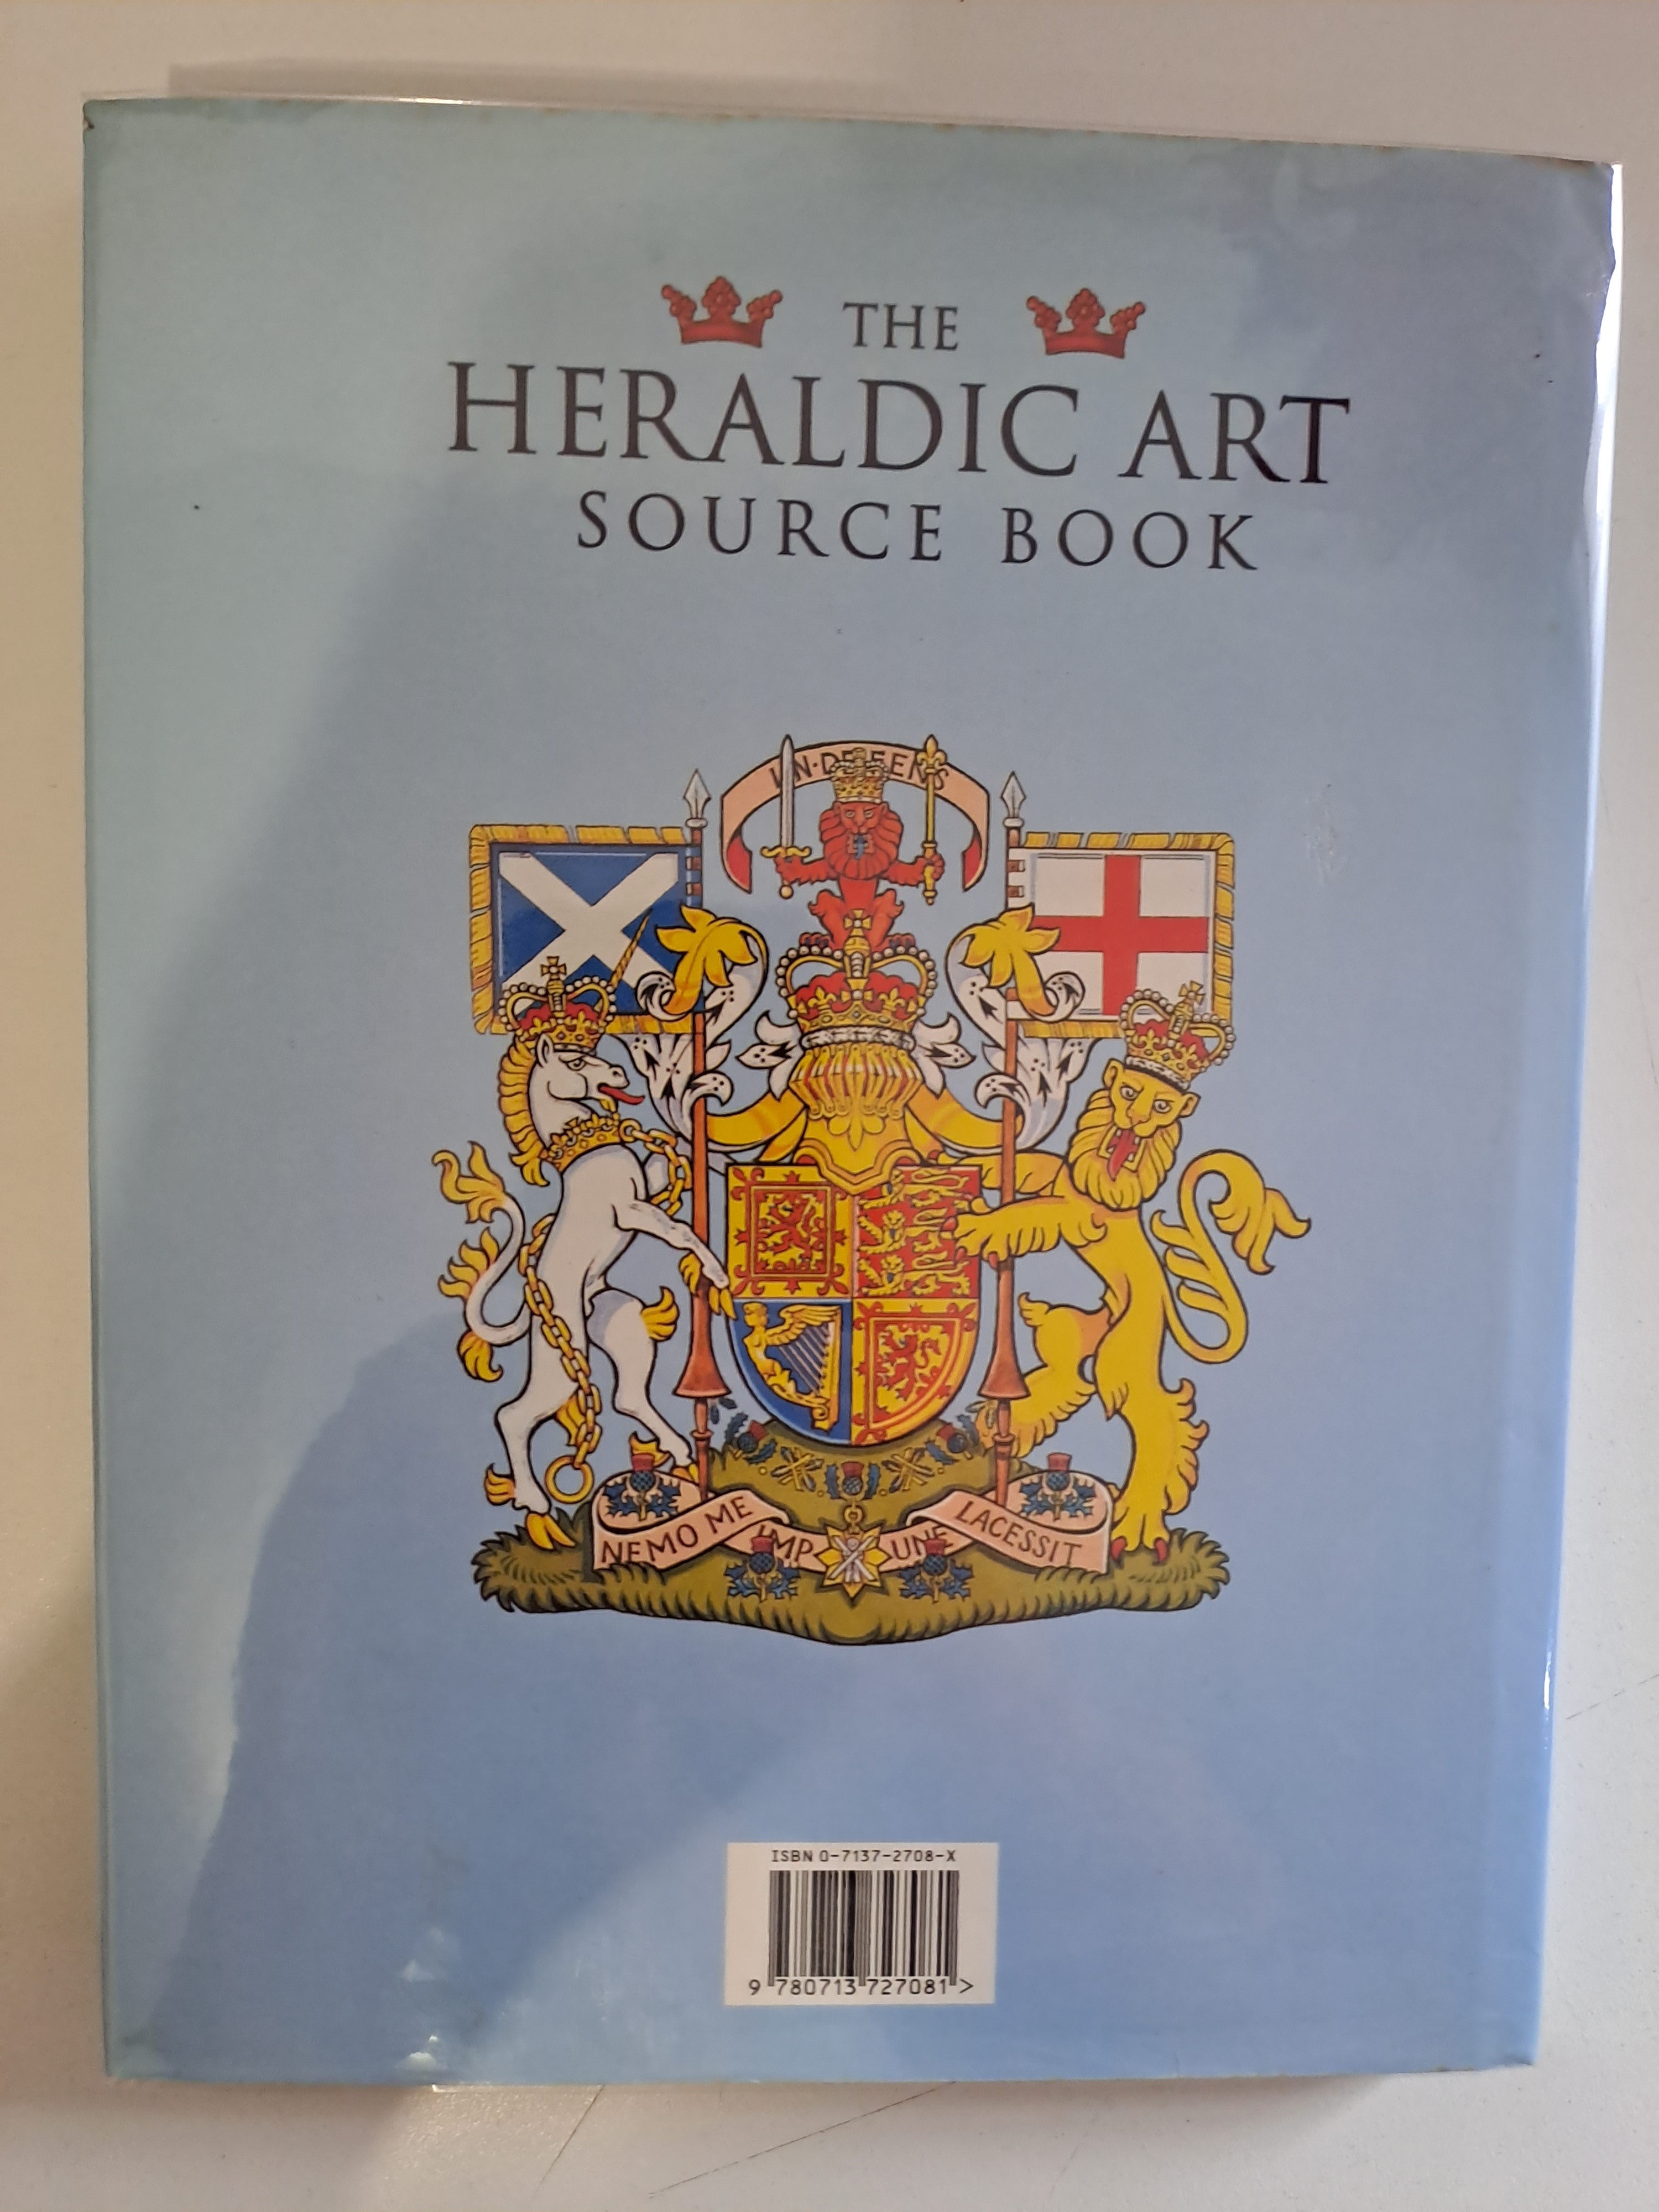 THE
HERALDIC ART
SOURCE BOOK
IN·DEFENS
NEMO ME IMP UNE LACESSIT
ISBN 0-7137-2708-X
9 780713 727081 >